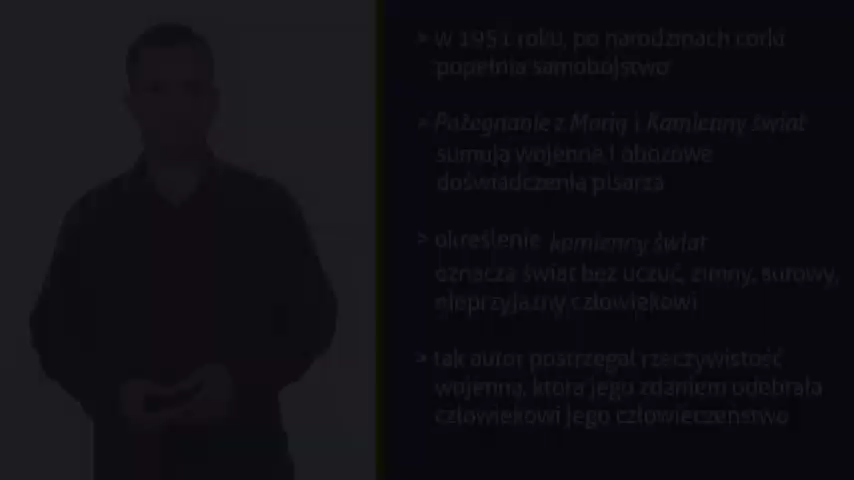 > w 1951 roku, po narodzinach córki
popełnia samobójstwo
> Pożegnanie z Marią i Kamienny świat
sumują wojenne i obozowe
doświadczenia pisarza
> określenie kamienny świat
oznacza świat bez uczuć, zimny, surowy,
nieprzyjazny człowiekowi
> tak autor postrzegał rzeczywistość
wojenną, która jego zdaniem odebrała
człowiekowi jego człowieczeństwo